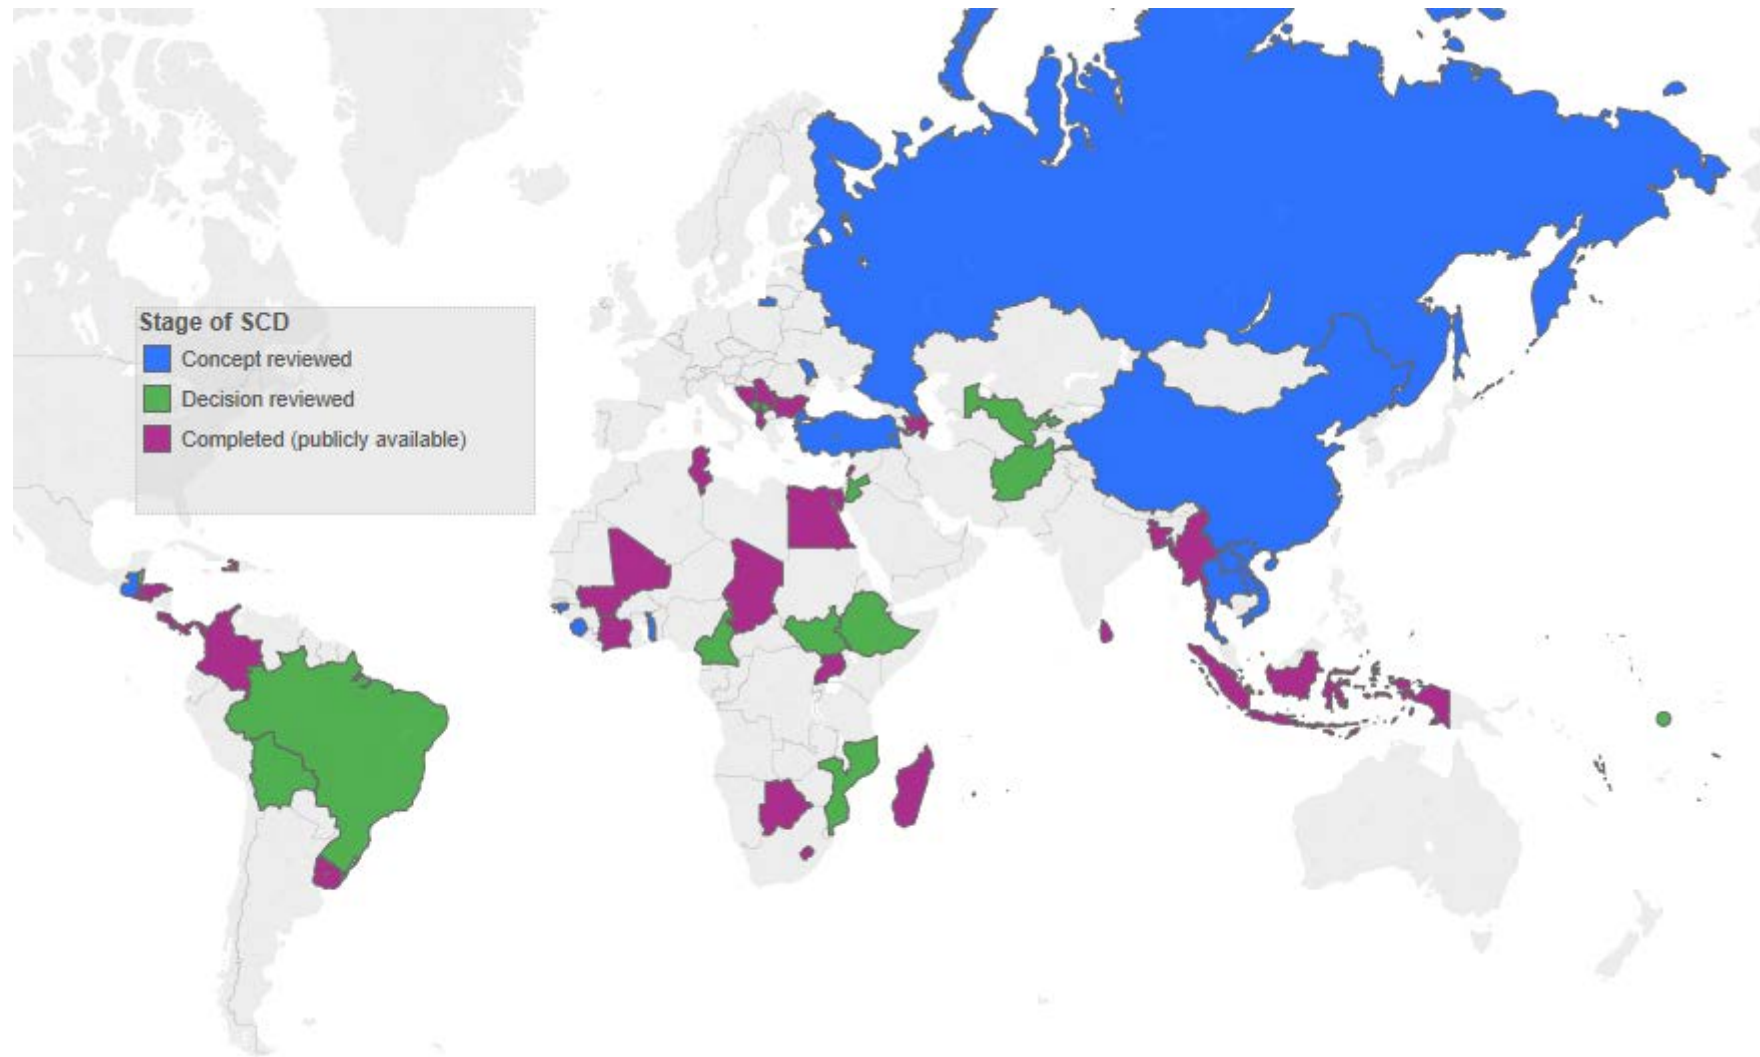 Stage of SCD
Concept reviewed
Decision reviewed
Completed (publicly available)